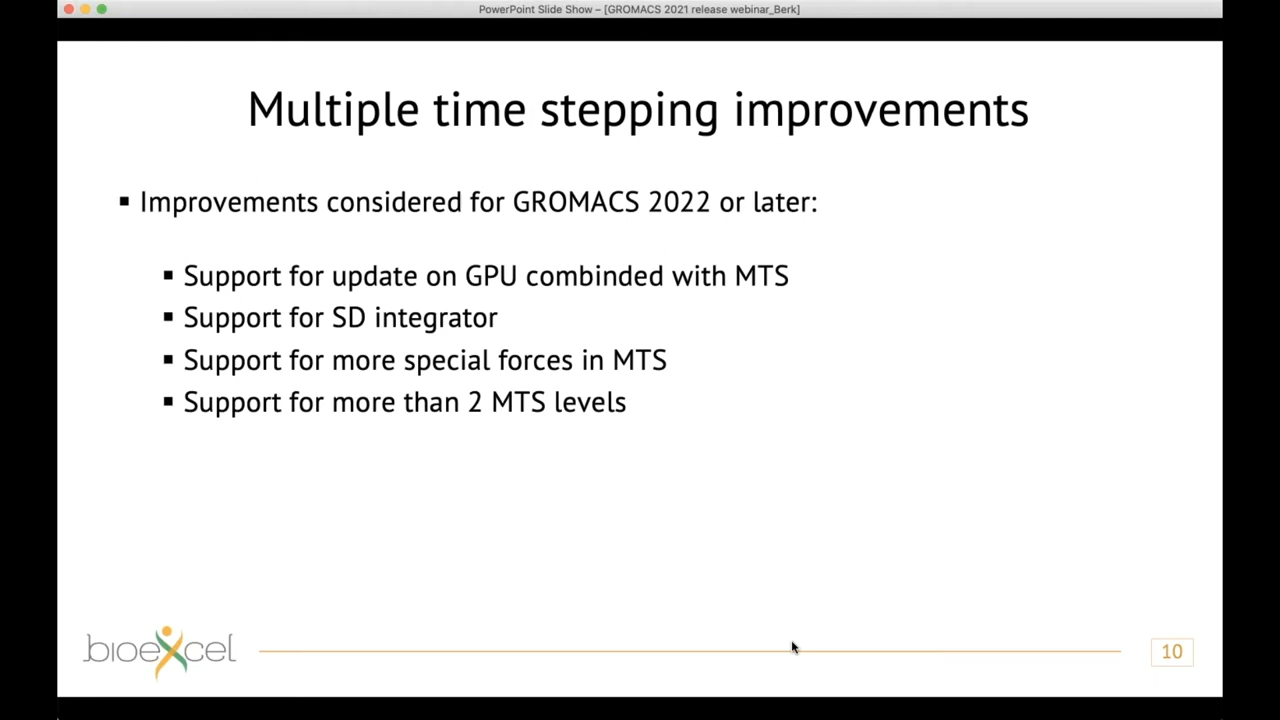 PowerPoint Slide Show – [GROMACS 2021 release webinar_Berk]
Multiple time stepping improvements
▪ Improvements considered for GROMACS 2022 or later:
▪ Support for update on GPU combinded with MTS
▪ Support for SD integrator
▪ Support for more special forces in MTS
▪ Support for more than 2 MTS levels
bioexcel
10